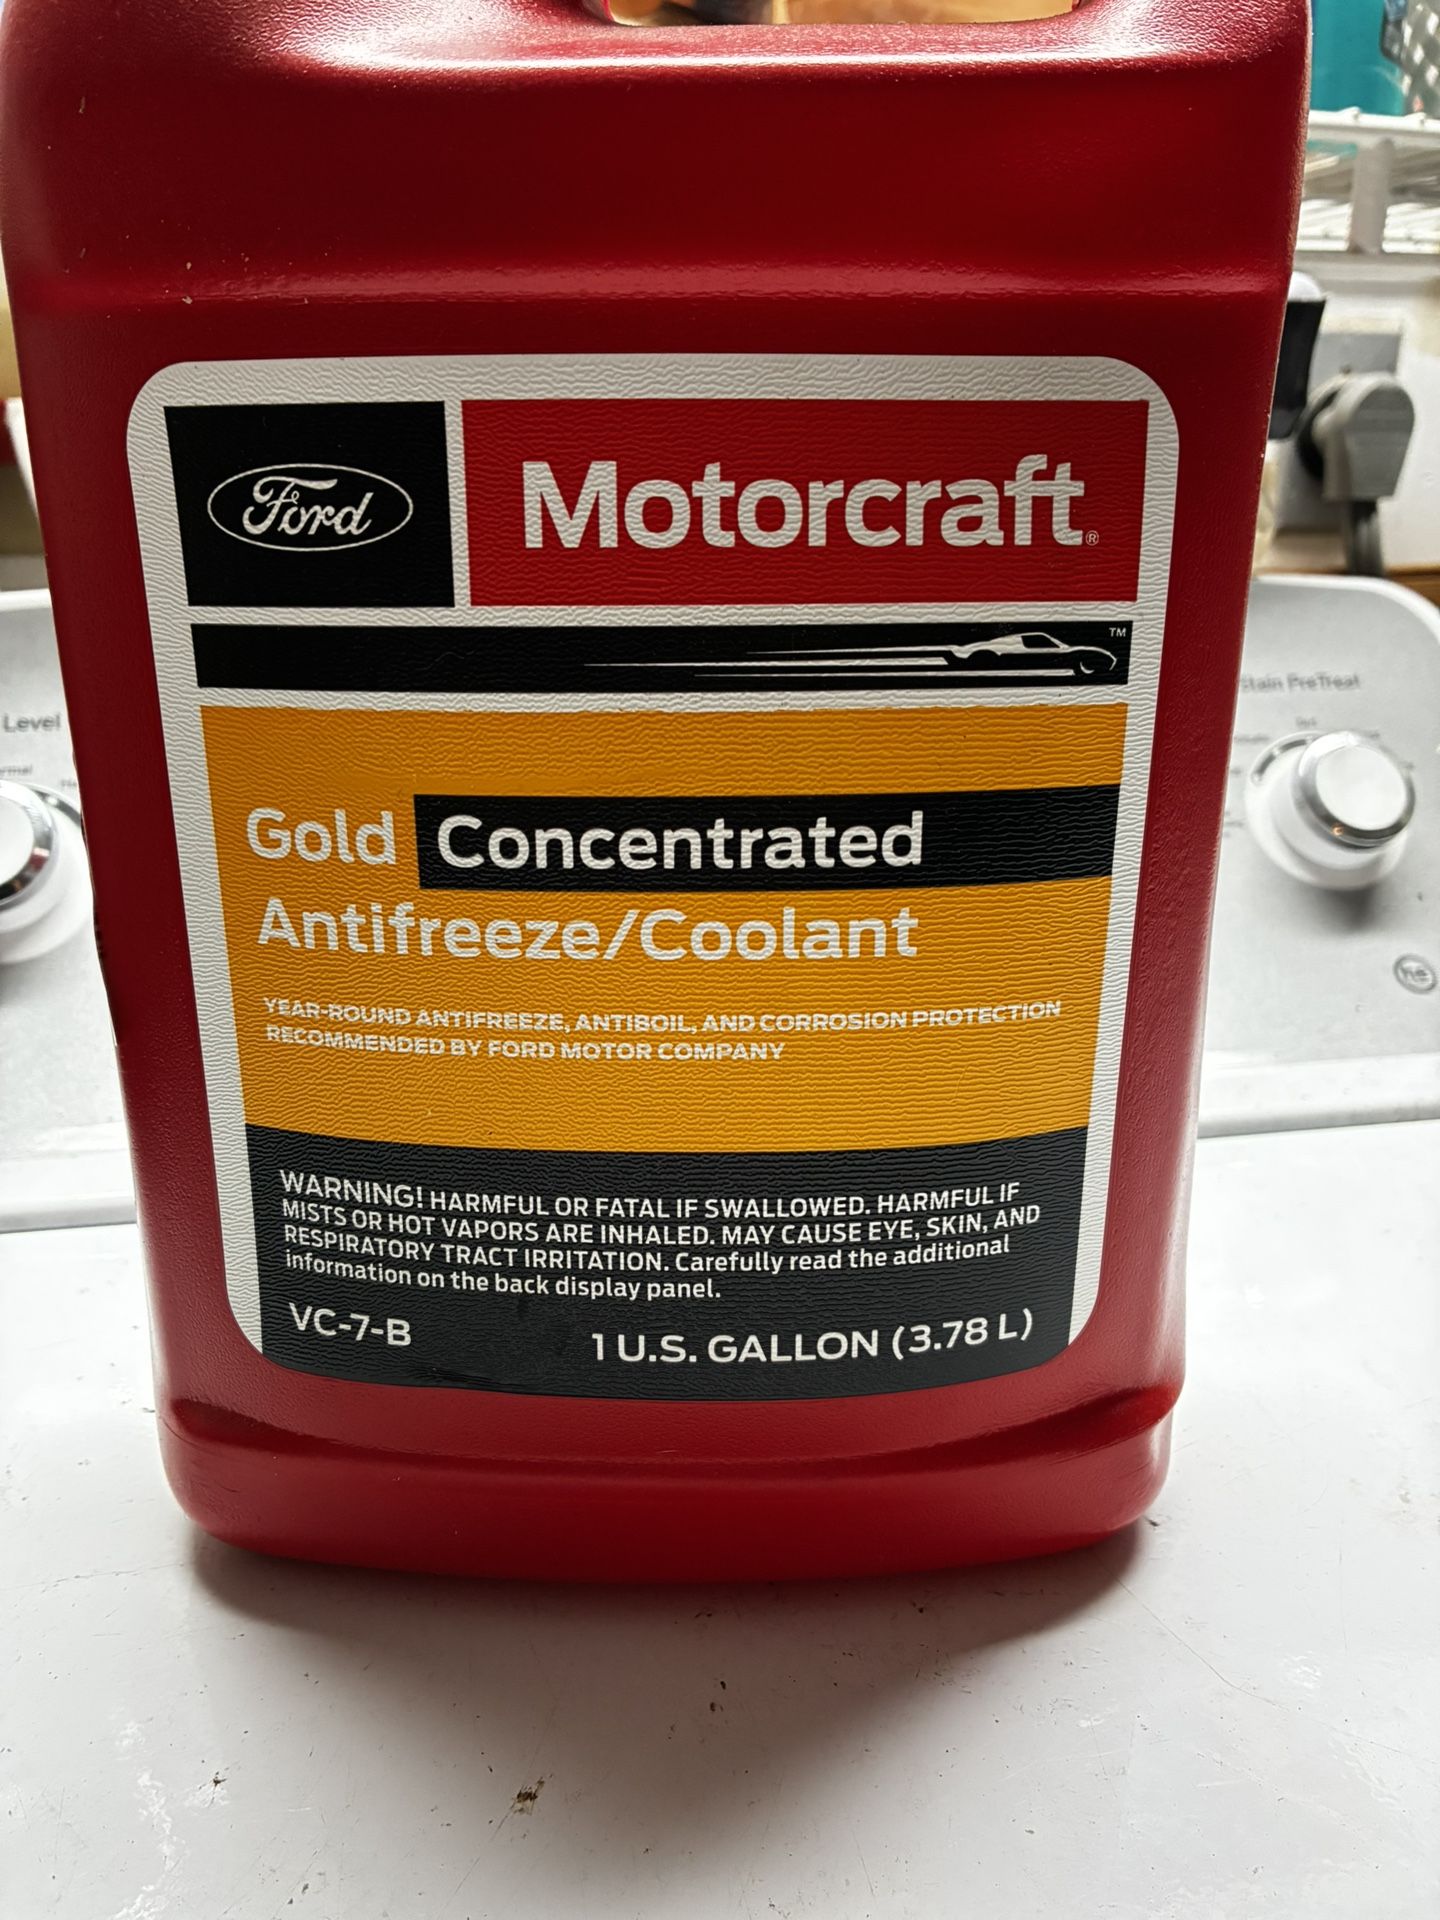 Ford
Motorcraft®
TM
Gold Concentrated
Antifreeze/Coolant
YEAR-ROUND ANTIFREEZE, ANTIBOIL, AND CORROSION PROTECTION
RECOMMENDED BY FORD MOTOR COMPANY
WARNING! HARMFUL OR FATAL IF SWALLOWED. HARMFUL IF
MISTS OR HOT VAPORS ARE INHALED. MAY CAUSE EYE, SKIN, AND
RESPIRATORY TRACT IRRITATION. Carefully read the additional
information on the back display panel.
VC-7-B
1 U.S. GALLON (3.78 L)
Level
Stain PreTreat
he